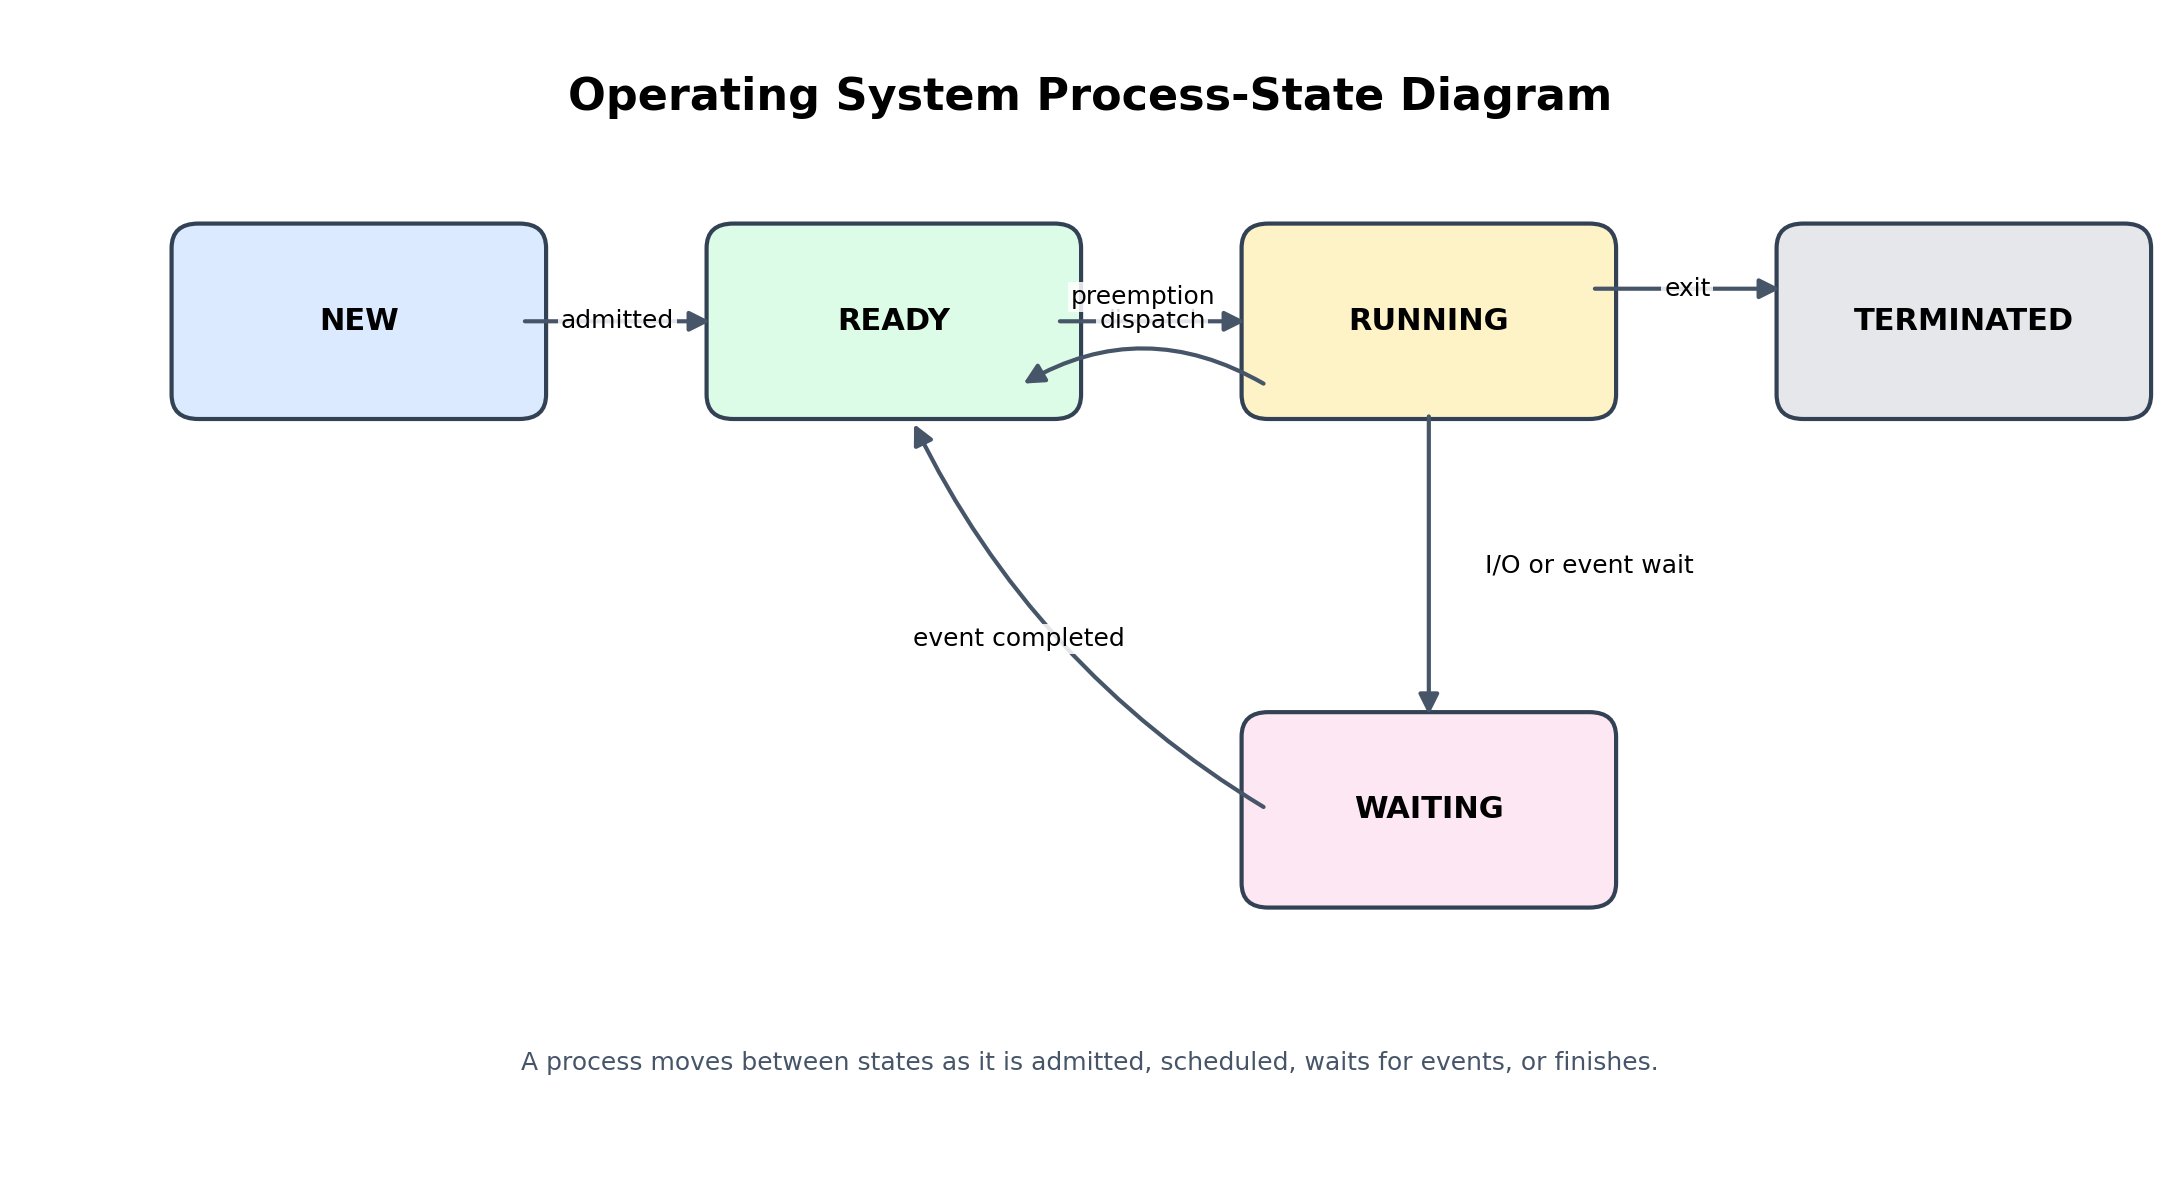 Operating System Process-State Diagram
NEW
admitted
READY
preemption
dispatch
RUNNING
exit
TERMINATED
I/O or event wait
event completed
WAITING
A process moves between states as it is admitted, scheduled, waits for events, or finishes.